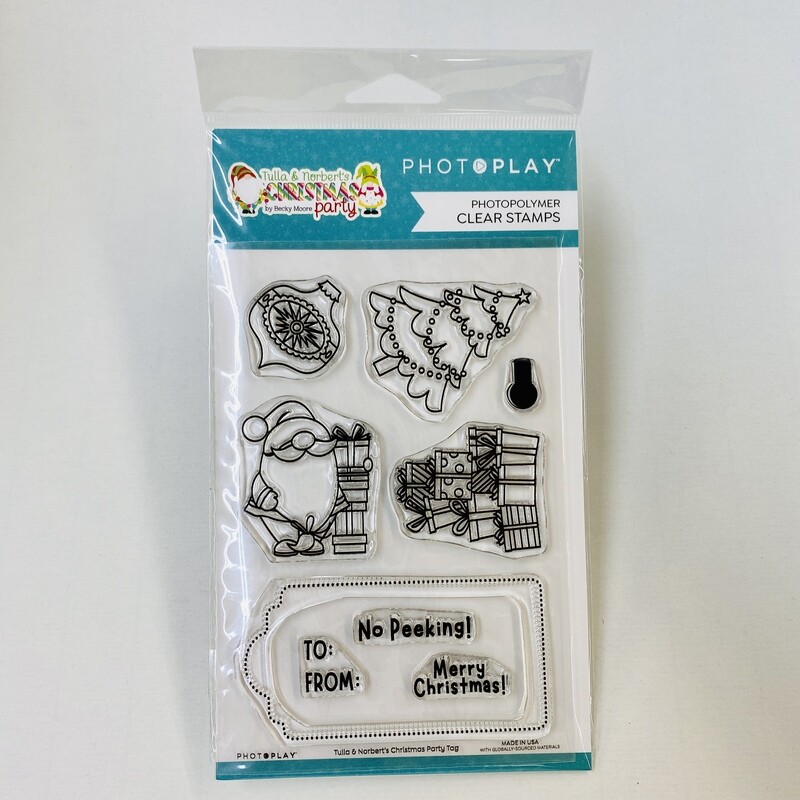 Tulla & Norbert's
CHRISTMAS
by Becky Moore
party
PHOTOPLAY™
PHOTOPOLYMER
CLEAR STAMPS
No Peeking!
TO:
FROM:
Merry
Christmas!
PHOTOPLAY
Tulla & Norbert's Christmas Party Tag
MADE IN USA
WITH GLOBALLY-SOURCED MATERIALS